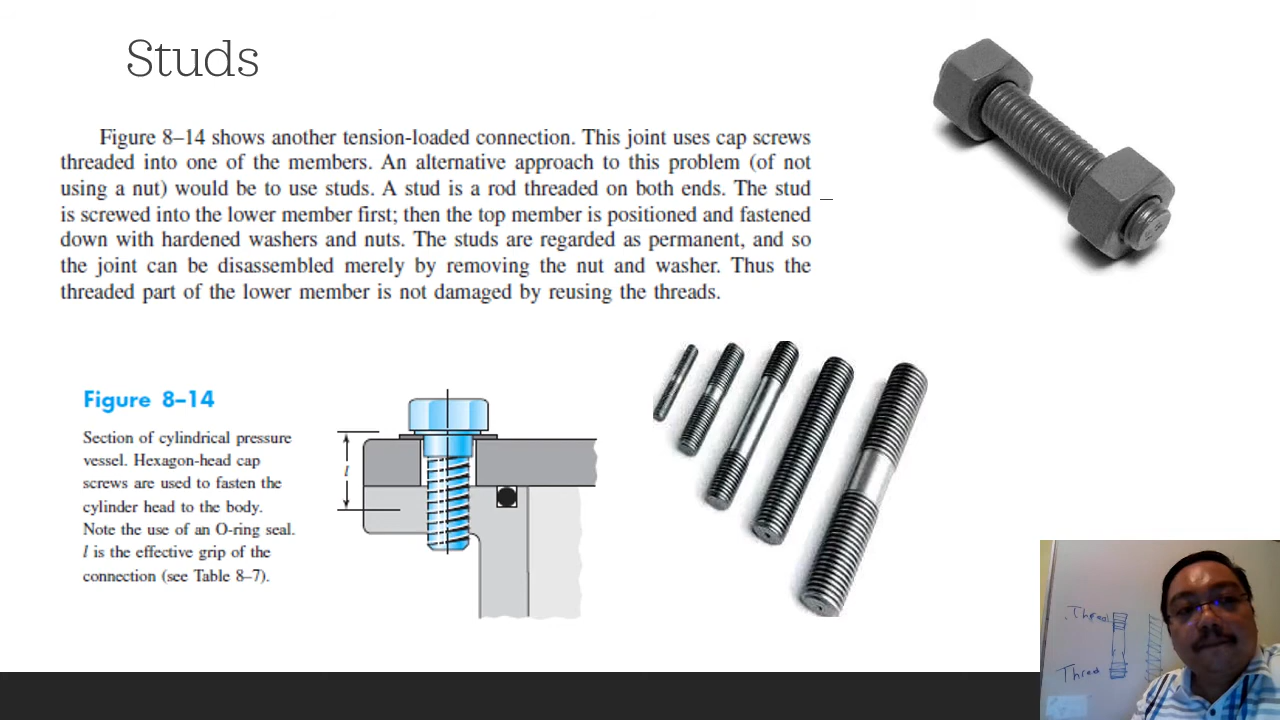 Studs
Figure 8–14 shows another tension-loaded connection. This joint uses cap screws
threaded into one of the members. An alternative approach to this problem (of not
using a nut) would be to use studs. A stud is a rod threaded on both ends. The stud
is screwed into the lower member first; then the top member is positioned and fastened
down with hardened washers and nuts. The studs are regarded as permanent, and so
the joint can be disassembled merely by removing the nut and washer. Thus the
threaded part of the lower member is not damaged by reusing the threads.
Figure 8–14
Section of cylindrical pressure
vessel. Hexagon-head cap
screws are used to fasten the
cylinder head to the body.
Note the use of an O-ring seal.
l is the effective grip of the
connection (see Table 8–7).
l